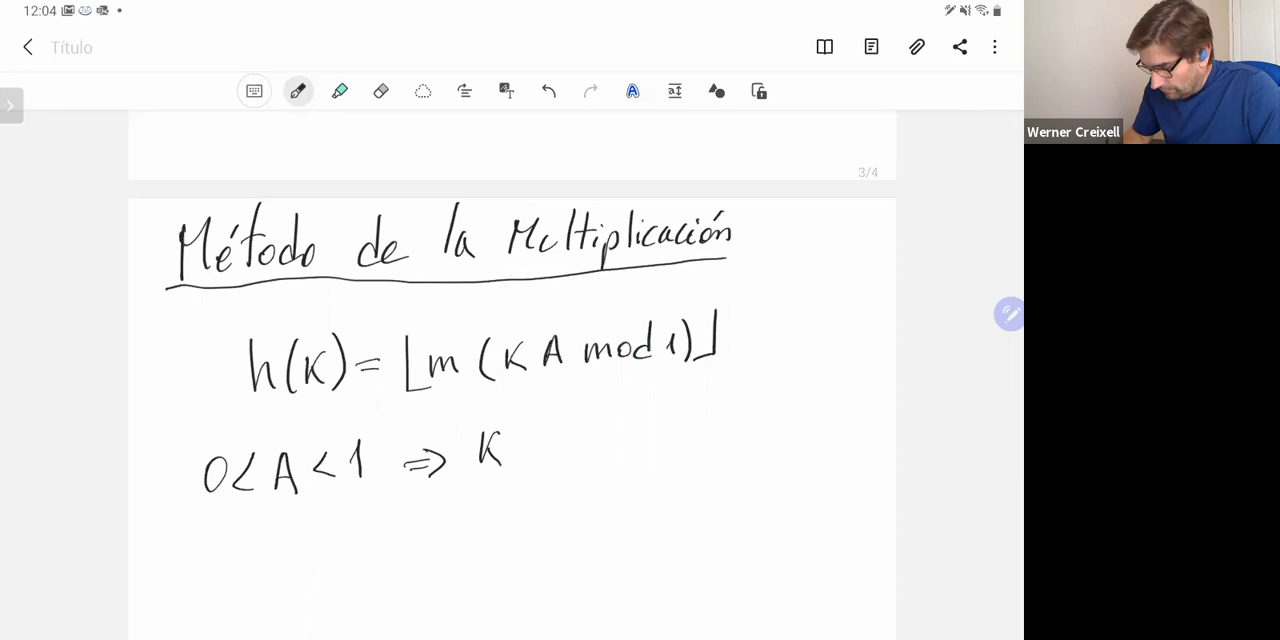 12:04
Título
3/4
Método de la Multiplicación
h(K) = ⌊m (K A mod 1)⌋
0 < A < 1 ⇒ K
Werner Creixell